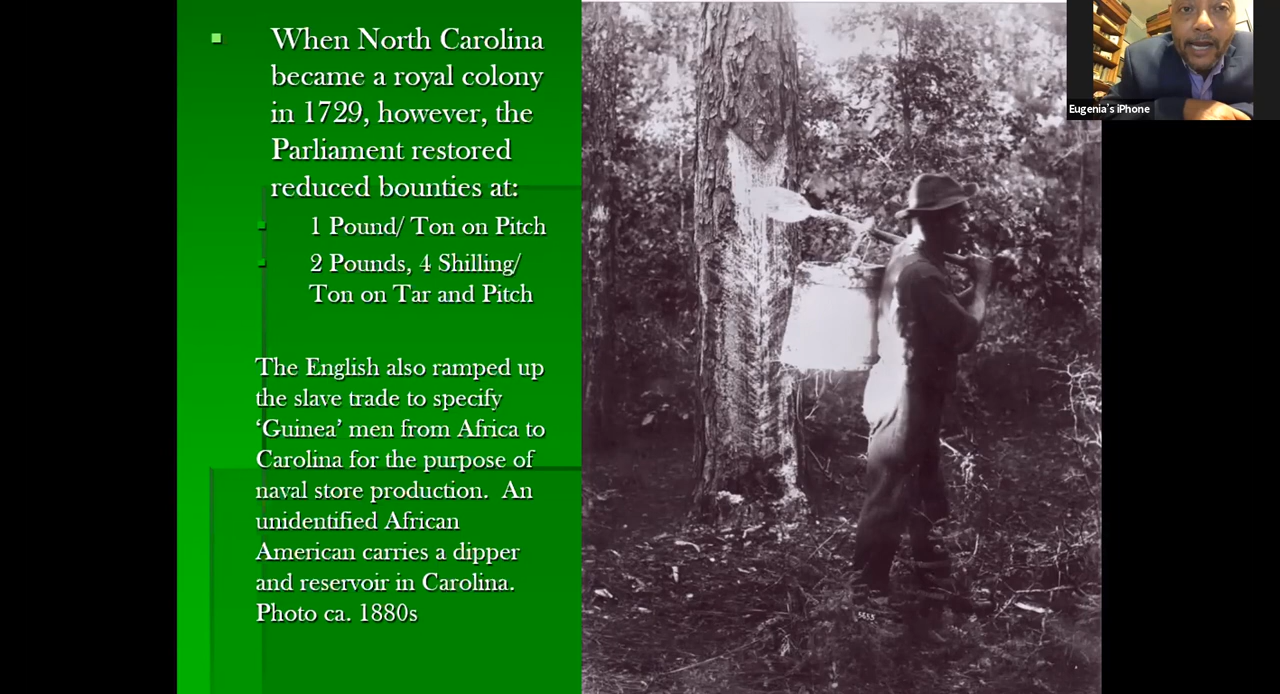 When North Carolina
became a royal colony
in 1729, however, the
Parliament restored
reduced bounties at:
1 Pound/ Ton on Pitch
2 Pounds, 4 Shilling/
Ton on Tar and Pitch
The English also ramped up
the slave trade to specify
‘Guinea’ men from Africa to
Carolina for the purpose of
naval store production.  An
unidentified African
American carries a dipper
and reservoir in Carolina.
Photo ca. 1880s
Eugenia's iPhone